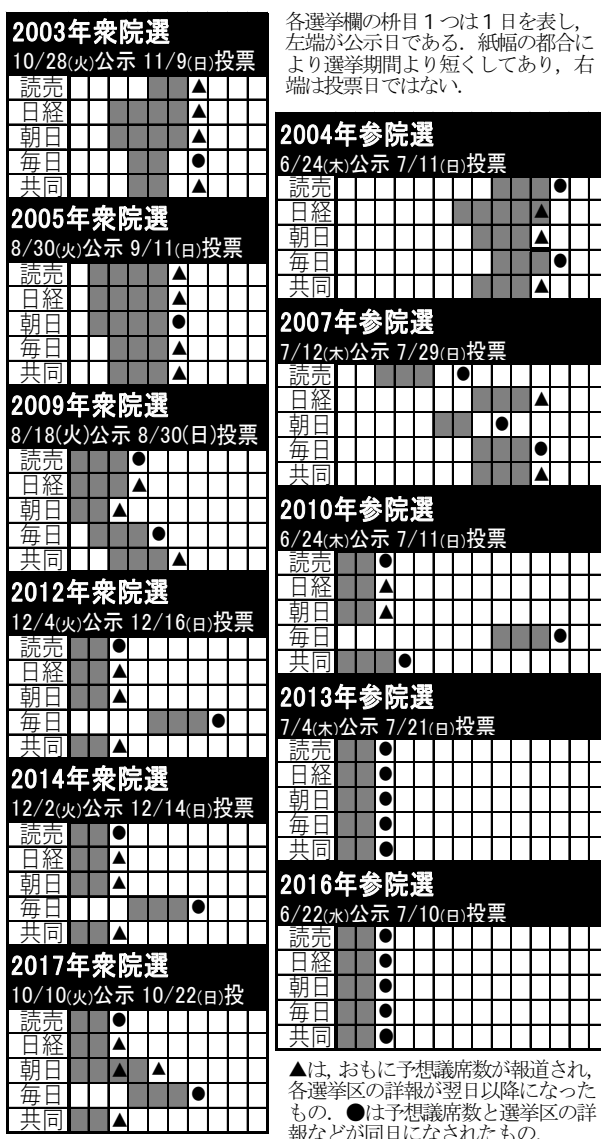 2003年衆院選
10/28(火)公示 11/9(日)投票
読売 ▲
日経 ▲
朝日 ▲
毎日 ●
共同 ▲
2005年衆院選
8/30(火)公示 9/11(日)投票
読売 ▲
日経 ▲
朝日 ●
毎日 ▲
共同 ▲
2009年衆院選
8/18(火)公示 8/30(日)投票
読売 ●
日経 ▲
朝日 ▲
毎日 ●
共同 ▲
2012年衆院選
12/4(火)公示 12/16(日)投票
読売 ●
日経 ▲
朝日 ▲
毎日 ●
共同 ▲
2014年衆院選
12/2(火)公示 12/14(日)投票
読売 ●
日経 ▲
朝日 ▲
毎日 ●
共同 ▲
2017年衆院選
10/10(火)公示 10/22(日)投
読売 ●
日経 ▲
朝日 ▲ ▲
毎日 ●
共同 ▲
各選挙欄の枡目1つは1日を表し,
左端が公示日である. 紙幅の都合に
より選挙期間より短くしてあり, 右
端は投票日ではない.
2004年参院選
6/24(木)公示 7/11(日)投票
読売 ●
日経 ▲
朝日 ▲
毎日 ●
共同 ▲
2007年参院選
7/12(木)公示 7/29(日)投票
読売 ●
日経 ▲
朝日 ●
毎日 ●
共同 ▲
2010年参院選
6/24(木)公示 7/11(日)投票
読売 ●
日経 ▲
朝日 ▲
毎日 ●
共同 ●
2013年参院選
7/4(木)公示 7/21(日)投票
読売 ●
日経 ●
朝日 ●
毎日 ●
共同 ●
2016年参院選
6/22(水)公示 7/10(日)投票
読売 ●
日経 ●
朝日 ●
毎日 ●
共同 ●
▲は, おもに予想議席数が報道され,
各選挙区の詳報が翌日以降になった
もの. ●は予想議席数と選挙区の詳
報などが同日になされたもの.